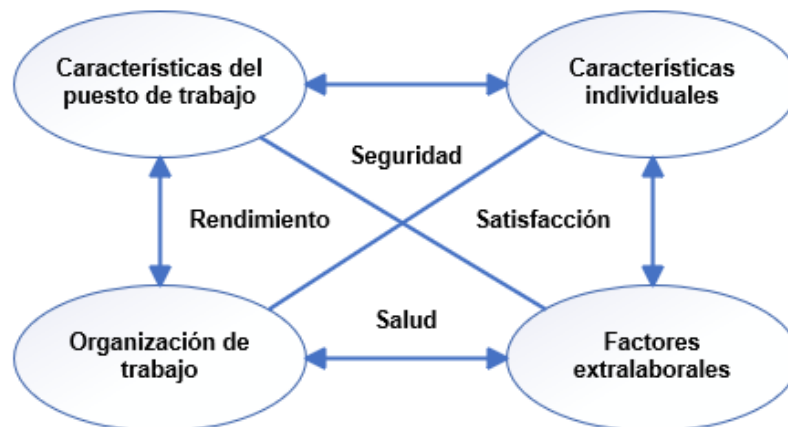 Características del
puesto de trabajo
Características
individuales
Seguridad
Rendimiento
Satisfacción
Salud
Organización de
trabajo
Factores
extralaborales